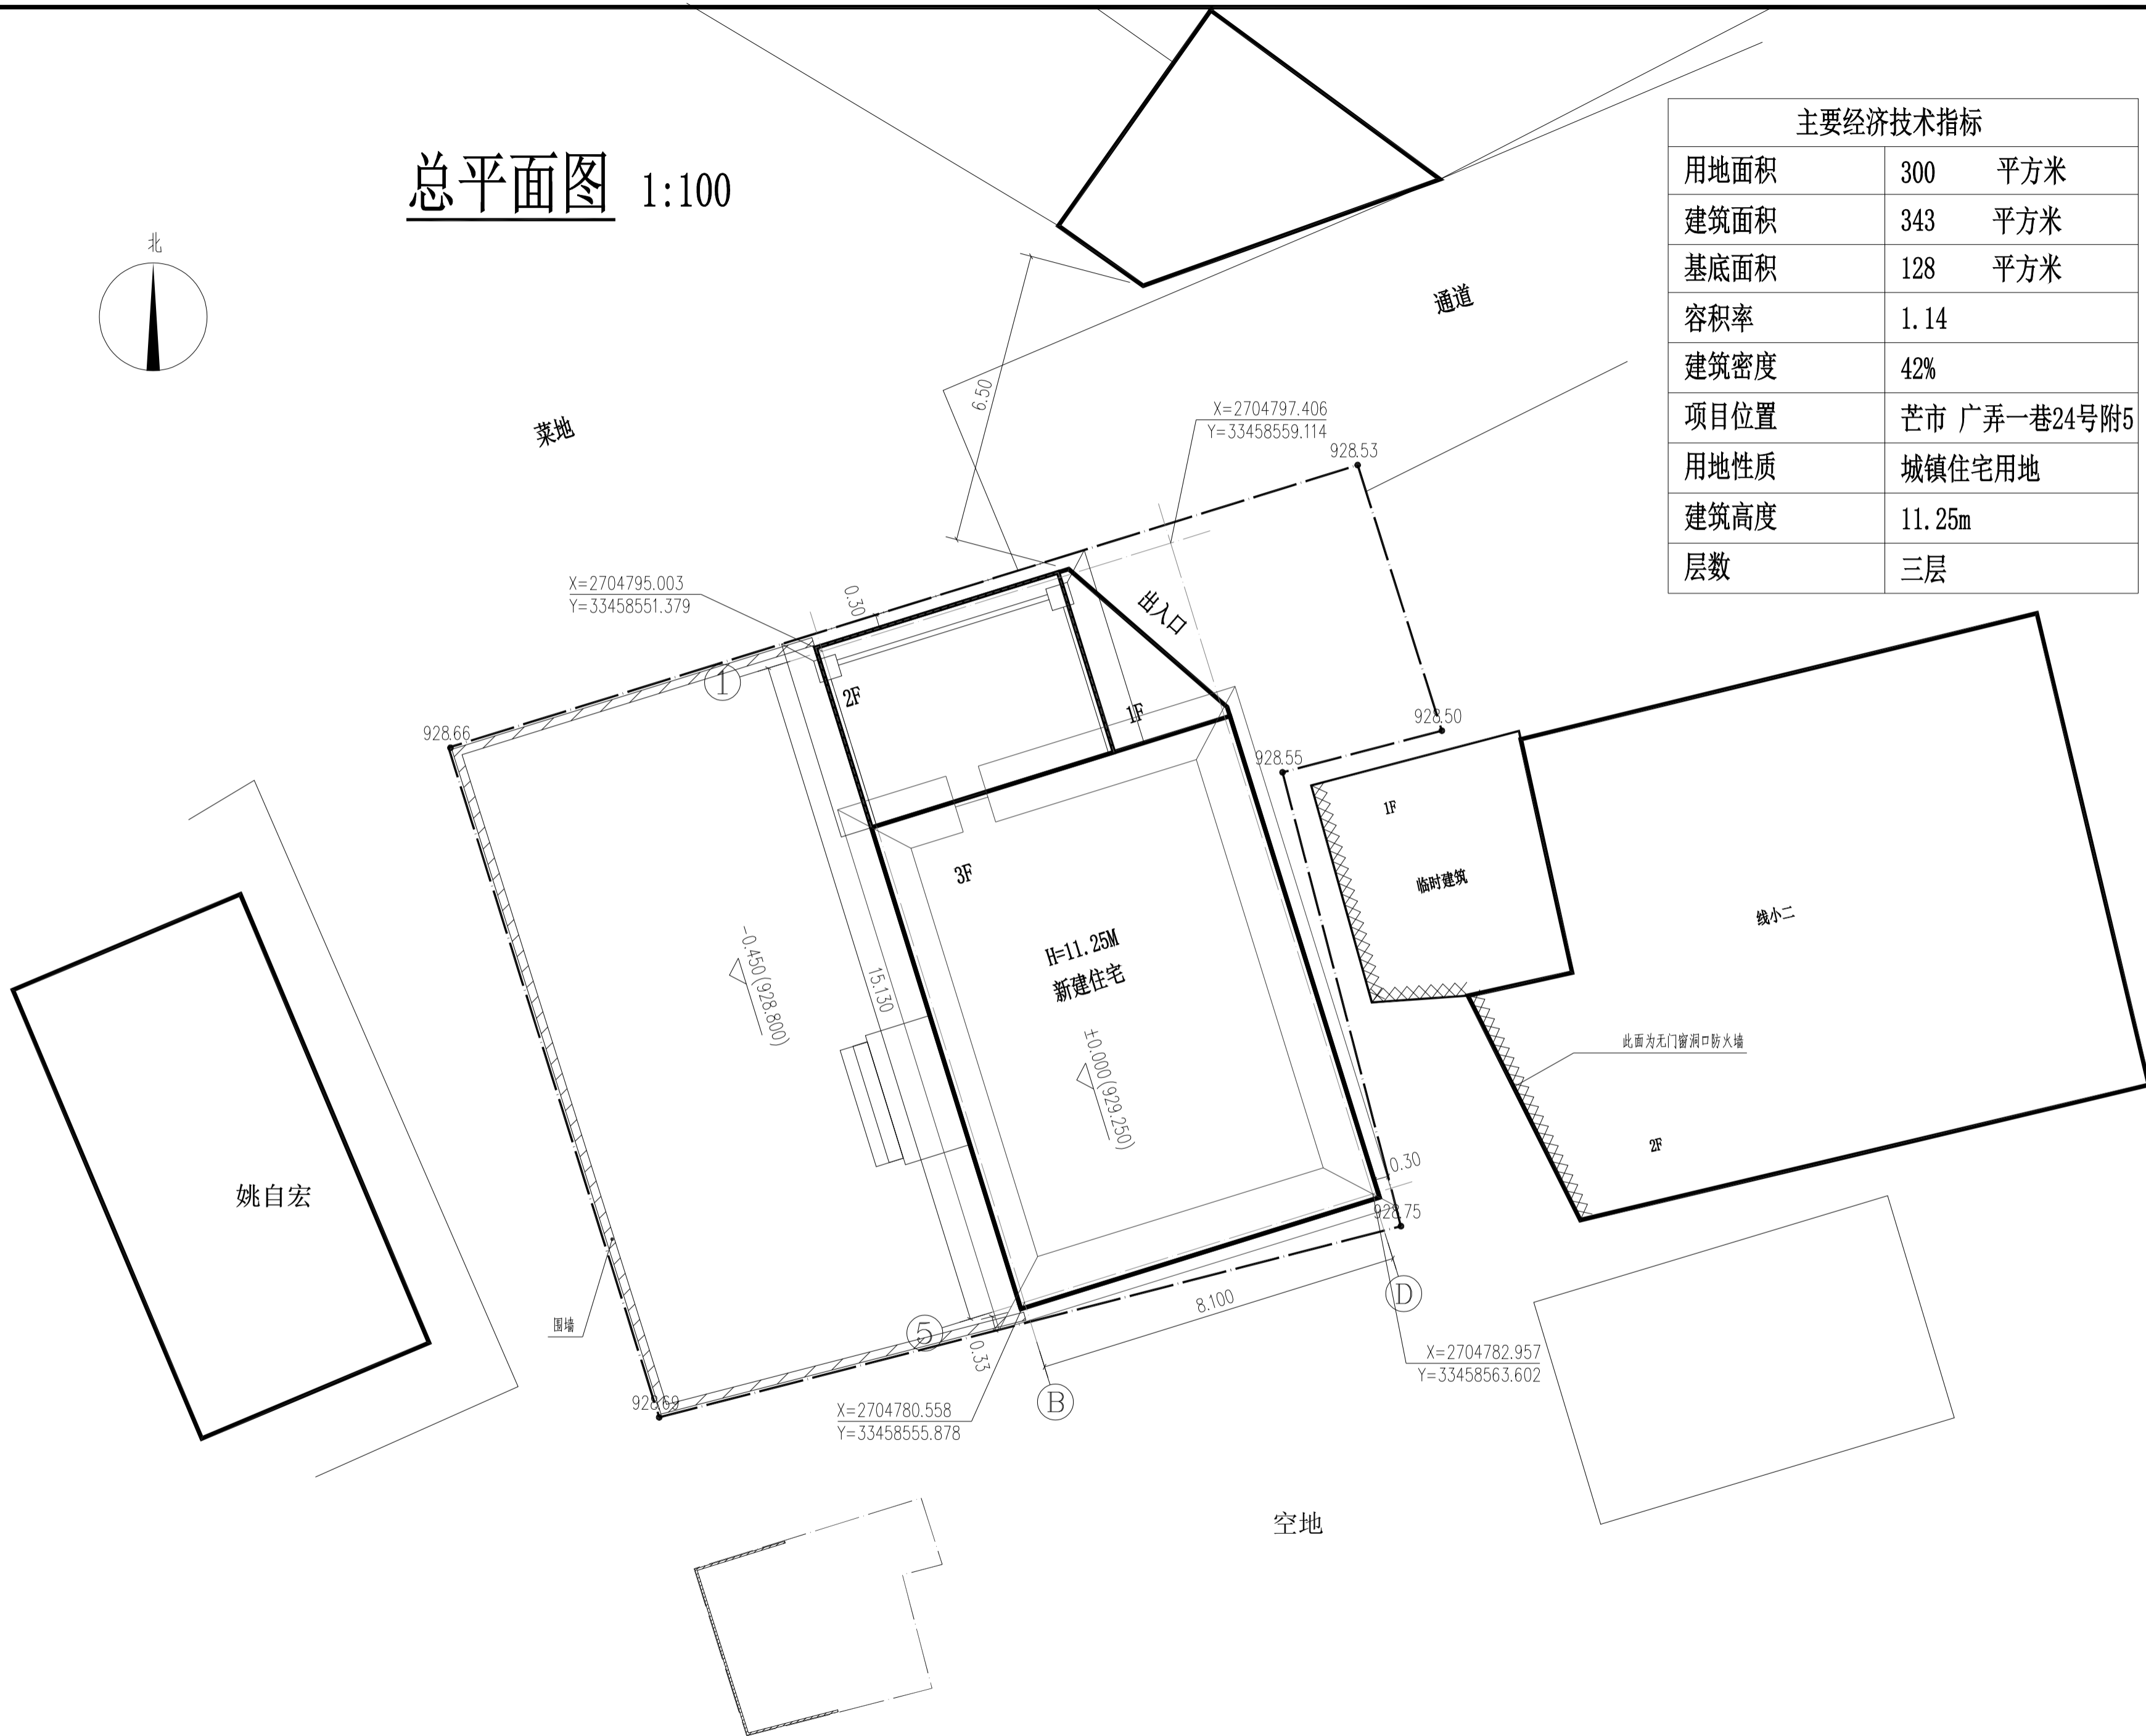 总平面图 1:100
北
主要经济技术指标
用地面积 300 平方米
建筑面积 343 平方米
基底面积 128 平方米
容积率 1.14
建筑密度 42%
项目位置 芒市 广弄一巷24号附5
用地性质 城镇住宅用地
建筑高度 11.25m
层数 三层
通道
菜地
6.50
X=2704797.406
Y=33458559.114
928.53
X=2704795.003
Y=33458551.379
0.30
出入口
1
2F
1F
928.66
928.50
928.55
1F
临时建筑
线小二
3F
H=11.25M
新建住宅
-0.450(928.800)
15.130
±0.000(929.250)
此面为无门窗洞口防火墙
2F
0.30
928.75
姚自宏
围墙
5
0.33
8.100
D
B
X=2704782.957
Y=33458563.602
928.69
X=2704780.558
Y=33458555.878
空地